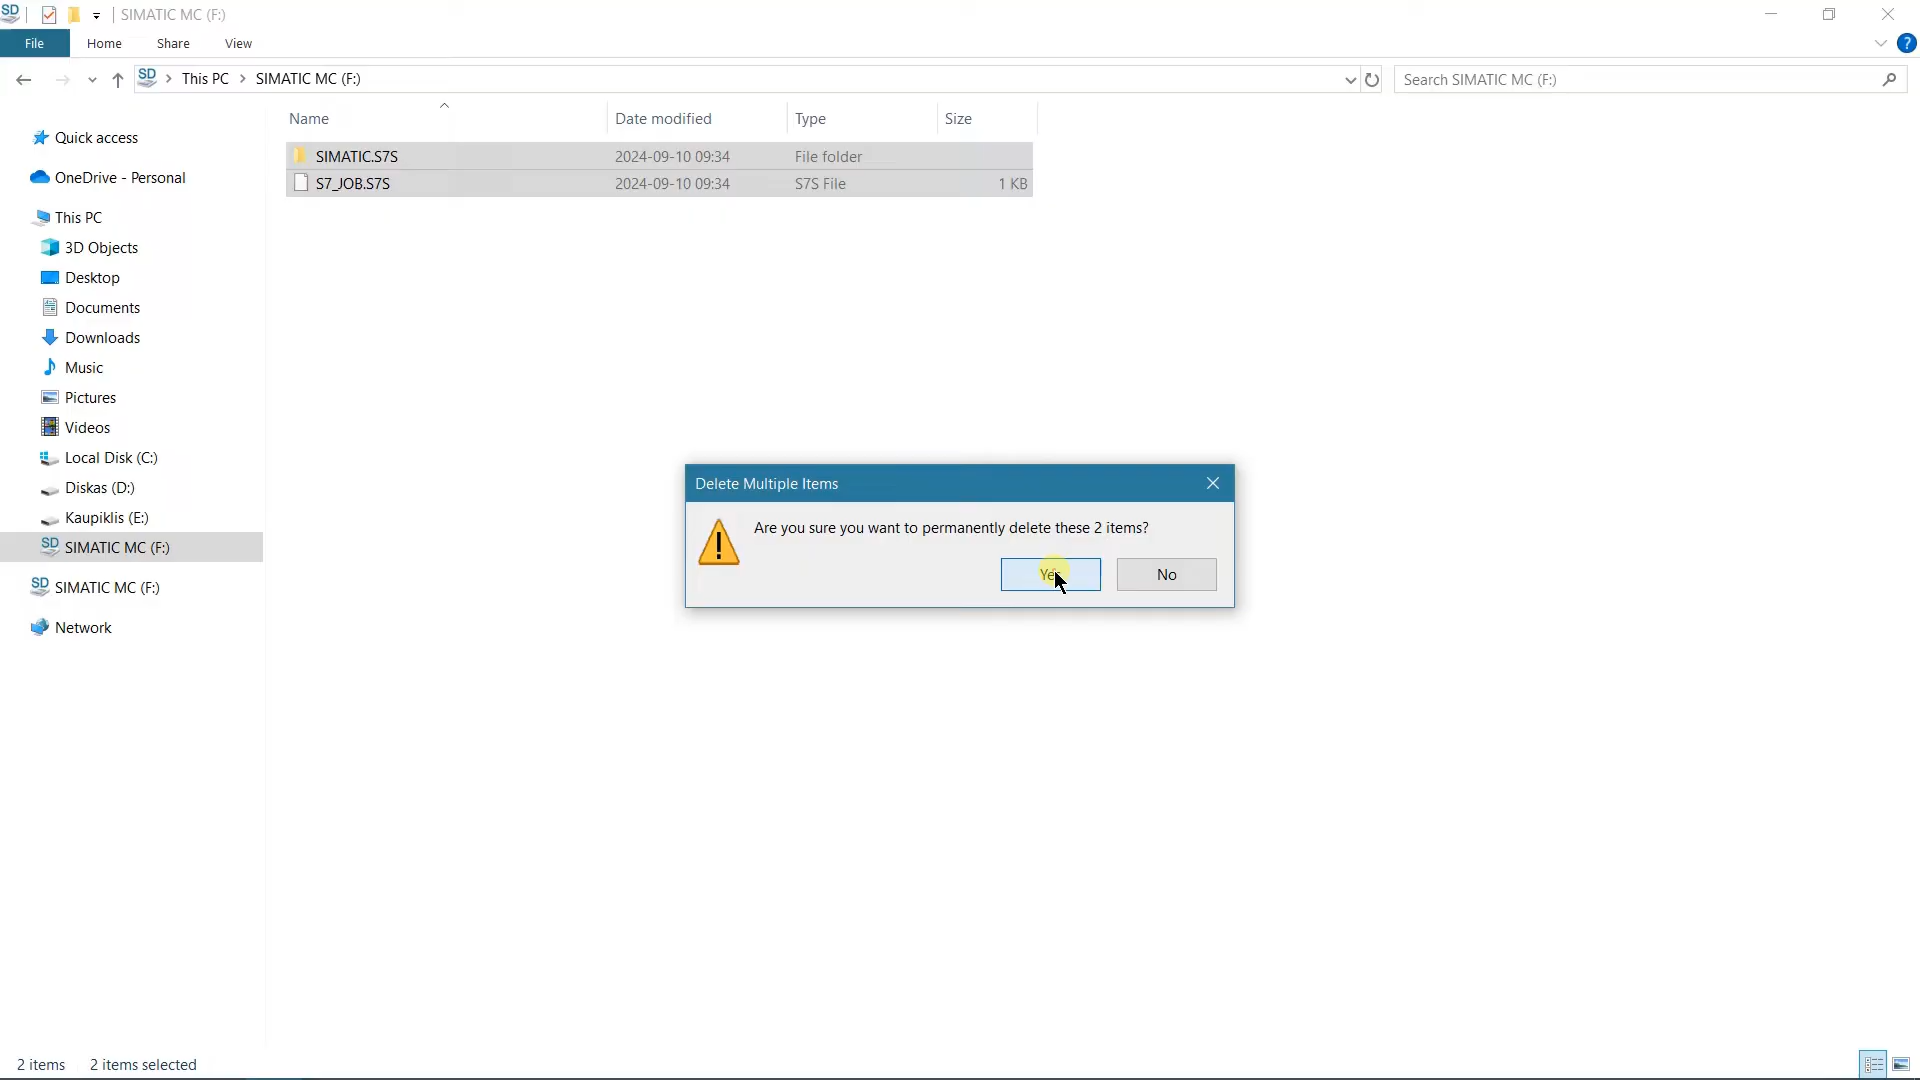 SD SIMATIC MC (F:)
File Home Share View ?
SD This PC SIMATIC MC (F:) Search SIMATIC MC (F:)
Name Date modified Type Size
SIMATIC.S7S 2024-09-10 09:34 File folder
S7_JOB.S7S 2024-09-10 09:34 S7S File 1 KB
Quick access
OneDrive - Personal
This PC
3D Objects
Desktop
Documents
Downloads
Music
Pictures
Videos
Local Disk (C:)
Diskas (D:)
Kaupiklis (E:)
SD SIMATIC MC (F:)
SD SIMATIC MC (F:)
Network
Delete Multiple Items
Are you sure you want to permanently delete these 2 items?
Yes No
2 items 2 items selected